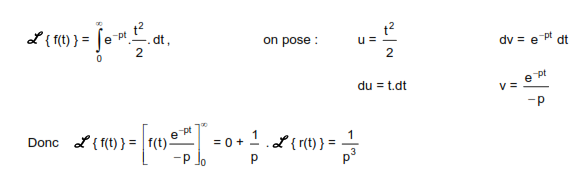 ℒ { f(t) } = ∫₀^∞ e^-pt . t²/2 . dt , on pose : u = t²/2 dv = e^-pt dt
du = t.dt v = e^-pt/-p
Donc ℒ { f(t) } = [ f(t) e^-pt/-p ]₀^∞ = 0 + 1/p . ℒ { r(t) } = 1/p³